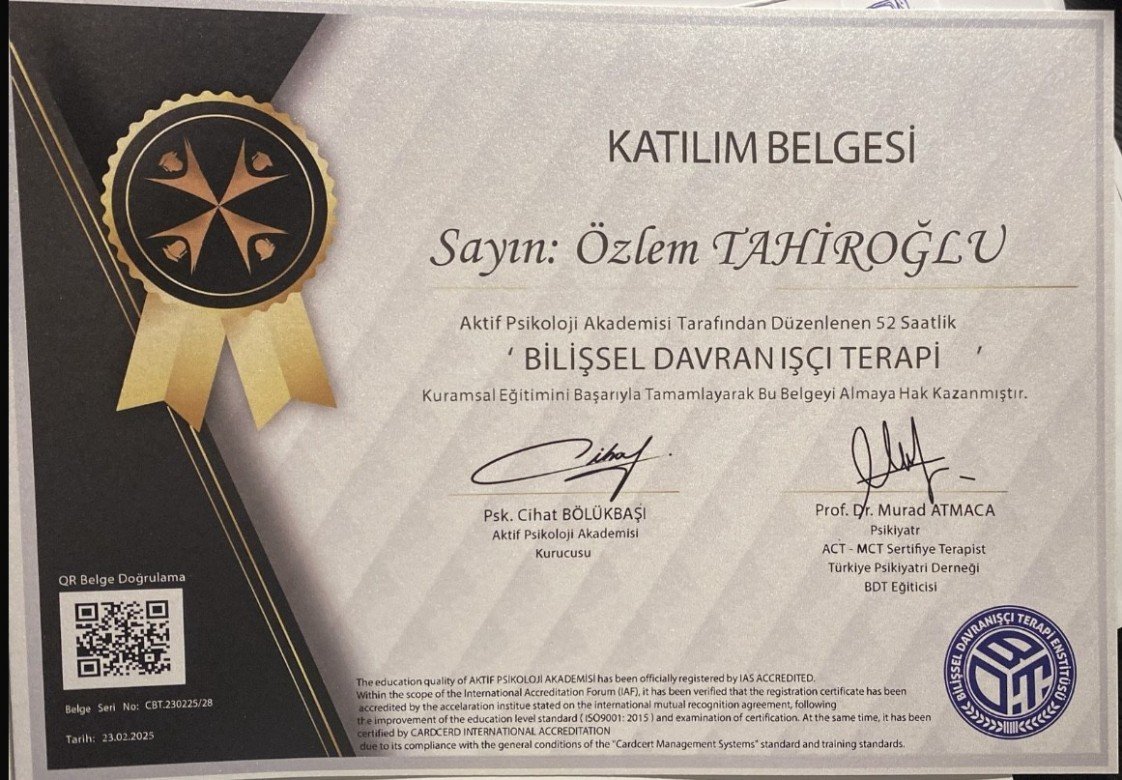 KATILIM BELGESİ
Sayın: Özlem TAHİROĞLU
Aktif Psikoloji Akademisi Tarafından Düzenlenen 52 Saatlik
' BİLİŞSEL DAVRANIŞÇI TERAPİ '
Kuramsal Eğitimini Başarıyla Tamamlayarak Bu Belgeyi Almaya Hak Kazanmıştır.
Cihat
Psk. Cihat BÖLÜKBAŞI
Aktif Psikoloji Akademisi
Kurucusu
Prof. Dr. Murad ATMACA
Psikiyatr
ACT - MCT Sertifiye Terapist
Türkiye Psikiyatri Derneği
BDT Eğiticisi
QR Belge Doğrulama
Belge Seri No: CBT.230225/28
Tarih: 23.02.2025
The education quality of AKTİF PSİKOLOJİ AKADEMİSİ has been officially registered by IAS ACCREDITED.
Within the scope of the International Accreditation Forum (IAF), it has been verified that the registration certificate has been
accredited by the accelaration institue stated on the international mutual recognition agreement, following
the improvement of the education level standard ( ISO9001: 2015 ) and examination of certification. At the same time, it has been
certified by CARDCERD INTERNATIONAL ACCREDITATION
due to its compliance with the general conditions of the "Cardcert Management Systems" standard and training standards.
BİLİŞSEL DAVRANIŞÇI TERAPİ ENSTİTÜSÜ